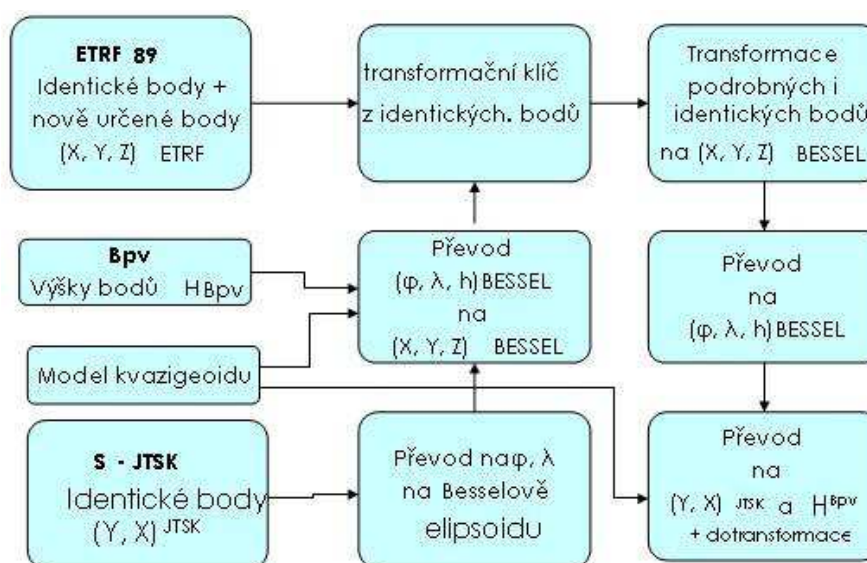 ETRF 89
Identické body +
nově určené body
(X, Y, Z) ETRF
transformační klíč
z identických. bodů
Transformace
podrobných i
identických bodů
na (X, Y, Z) BESSEL
Bpv
Výšky bodů HBpv
Převod
(φ, λ, h)BESSEL
na
(X, Y, Z) BESSEL
Převod
na
(φ, λ, h)BESSEL
Model kvazigeoidu
S - JTSK
Identické body
(Y, X) JTSK
Převod naφ, λ
na Besselově
elipsoidu
Převod
na
(Y, X) JTSK a HBpv
+ dotransformace